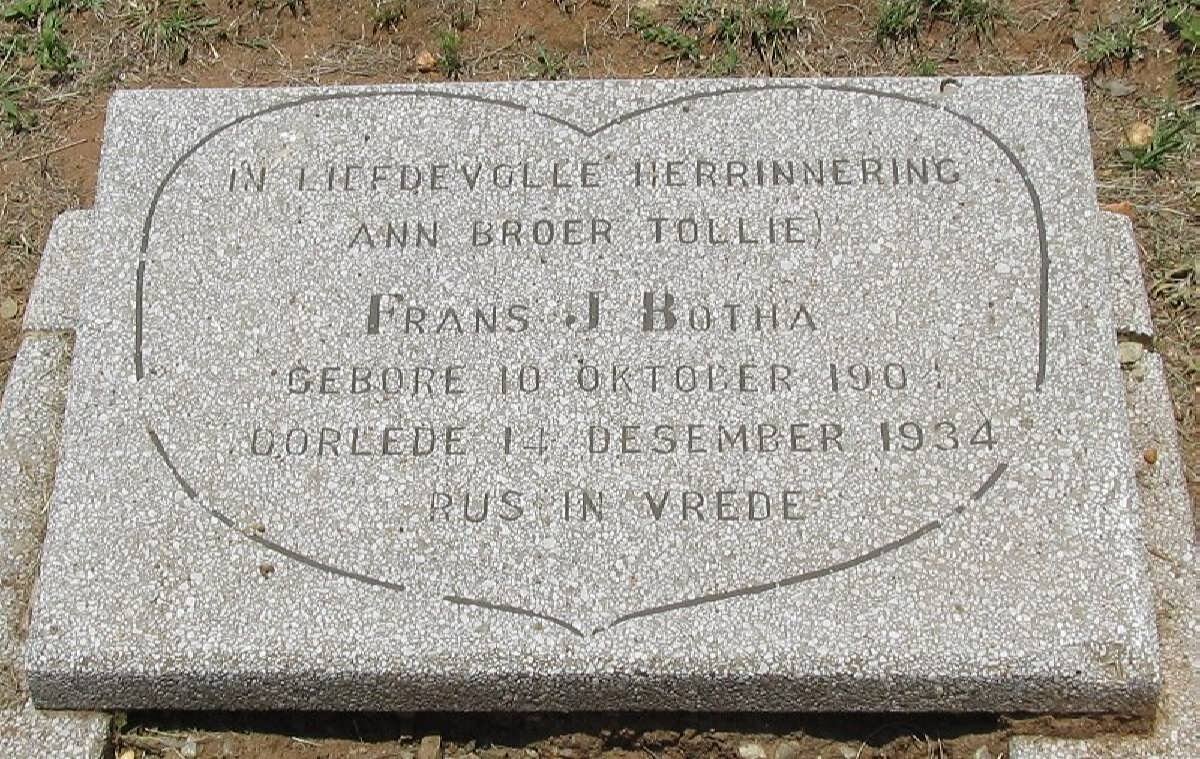 IN LIEFDEVOLLE HERRINNERING
ANN BROER TOLLIE)
FRANS J BOTHA
GEBORE 10 OKTOBER
OORLEDE 14 DESEMBER 1934
RUS IN VREDE